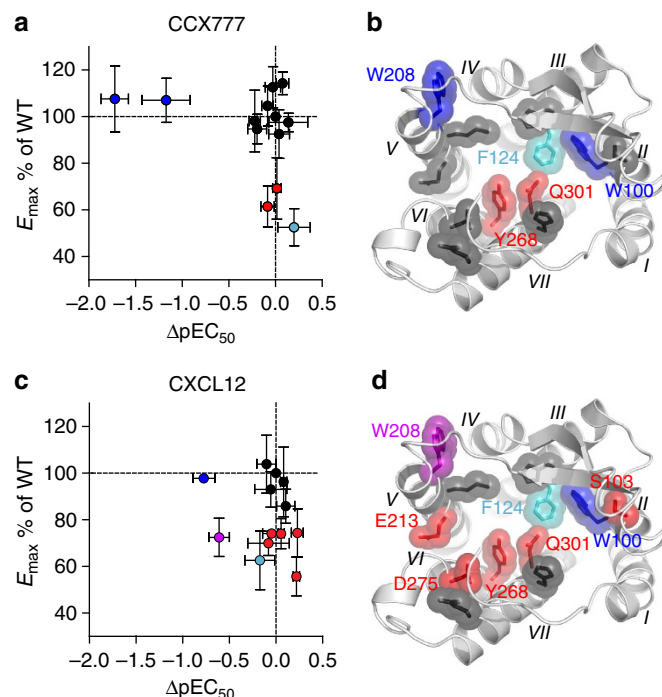 a
CCX777
Emax % of WT
120
100
80
60
40
−2.0 −1.5 −1.0 −0.5 0.0 0.5
ΔpEC50
b
W208
IV
III
V
F124
II
Q301
W100
VI
Y268
VII
I
c
CXCL12
Emax % of WT
120
100
80
60
40
−2.0 −1.5 −1.0 −0.5 0.0 0.5
ΔpEC50
d
W208
IV
III
S103
V
F124
II
E213
Q301
W100
VI
D275
Y268
I
VII